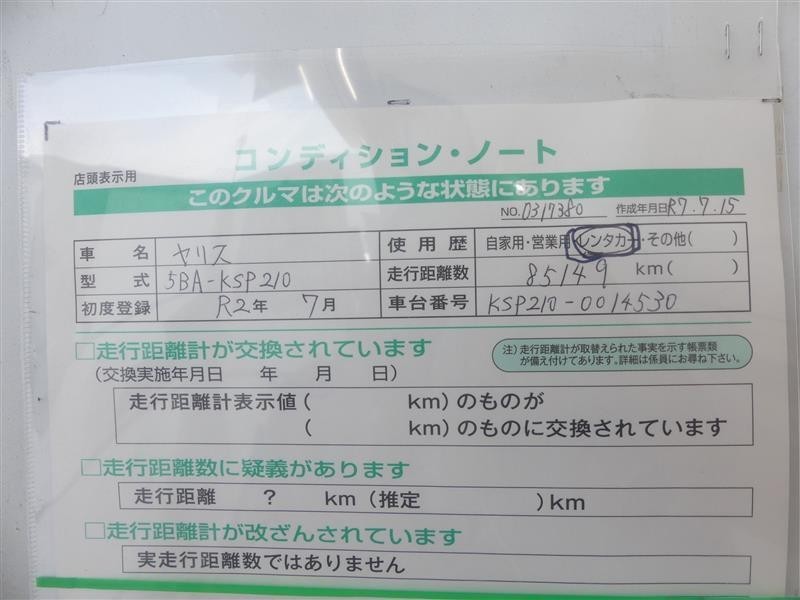 コンディション・ノート
店頭表示用
このクルマは次のような状態にあります
NO. 0317380 作成年月日 R7.7.15
車名 ヤリス 使用歴 自家用・営業用・レンタカー・その他( )
型式 5BA-KSP210 走行距離数 85149 km( )
初度登録 R2年 7月 車台番号 KSP210-0014530
□走行距離計が交換されています
注）走行距離計が取替えられた事実を示す帳票類
が備え付けてあります。詳細は係員にお尋ね下さい。
(交換実施年月日 年 月 日)
走行距離計表示値( km)のものが
( km)のものに交換されています
□走行距離数に疑義があります
走行距離 ? km (推定 )km
□走行距離計が改ざんされています
実走行距離数ではありません